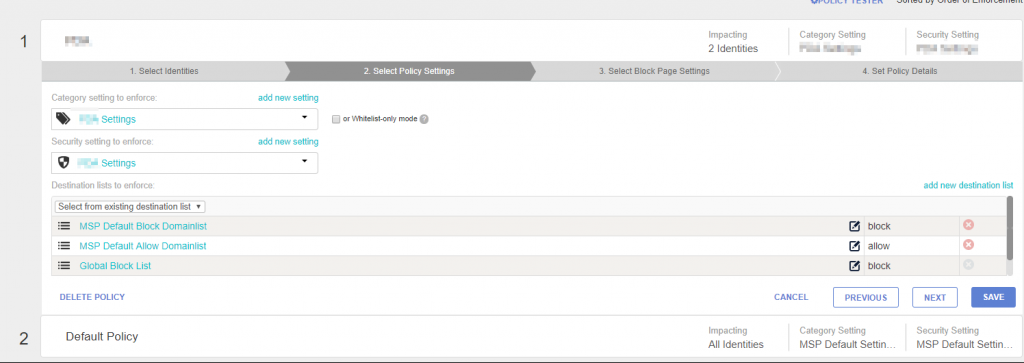 POLICY TESTER Sorted by Order of Enforcement
1
Impacting Category Setting Security Setting
2 Identities Settings Settings
1. Select Identities 2. Select Policy Settings 3. Select Block Page Settings 4. Set Policy Details
Category setting to enforce: add new setting
Settings or Whitelist-only mode ?
Security setting to enforce: add new setting
Settings
Destination lists to enforce: add new destination list
Select from existing destination list
MSP Default Block Domainlist block
MSP Default Allow Domainlist allow
Global Block List block
DELETE POLICY CANCEL PREVIOUS NEXT SAVE
2 Default Policy
Impacting Category Setting Security Setting
All Identities MSP Default Settin... MSP Default Settin...